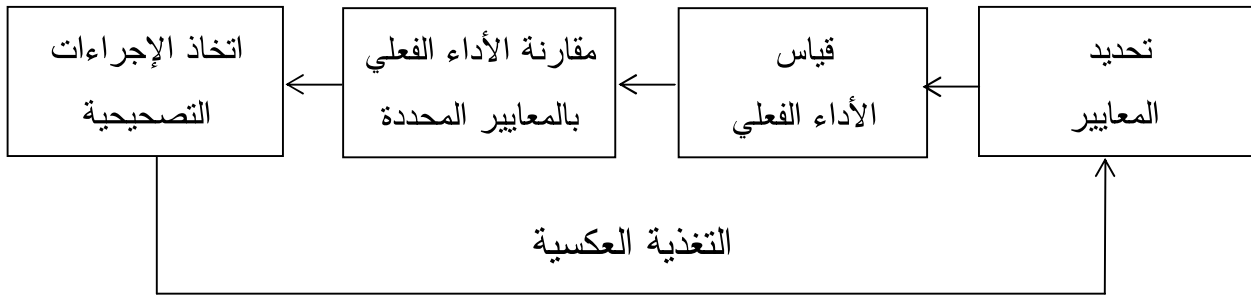 تحديد
المعايير
قياس
الأداء الفعلي
مقارنة الأداء الفعلي
بالمعايير المحددة
اتخاذ الإجراءات
التصحيحية
التغذية العكسية